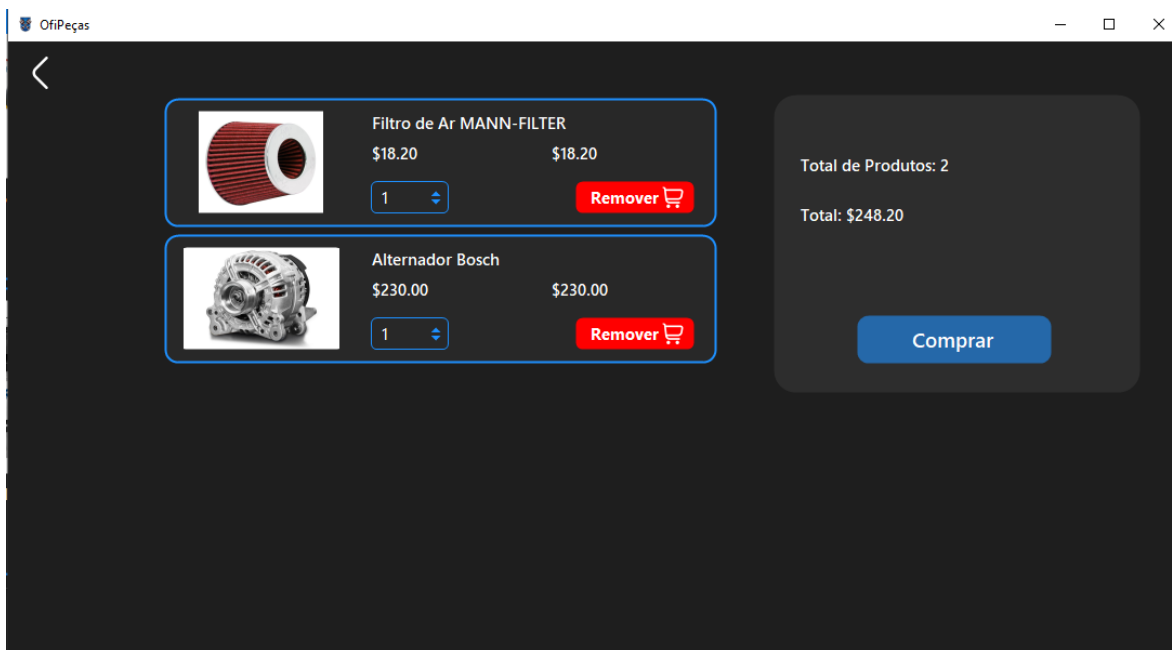 OfiPeças
Filtro de Ar MANN-FILTER
$18.20 $18.20
1 Remover
Alternador Bosch
$230.00 $230.00
1 Remover
Total de Produtos: 2
Total: $248.20
Comprar